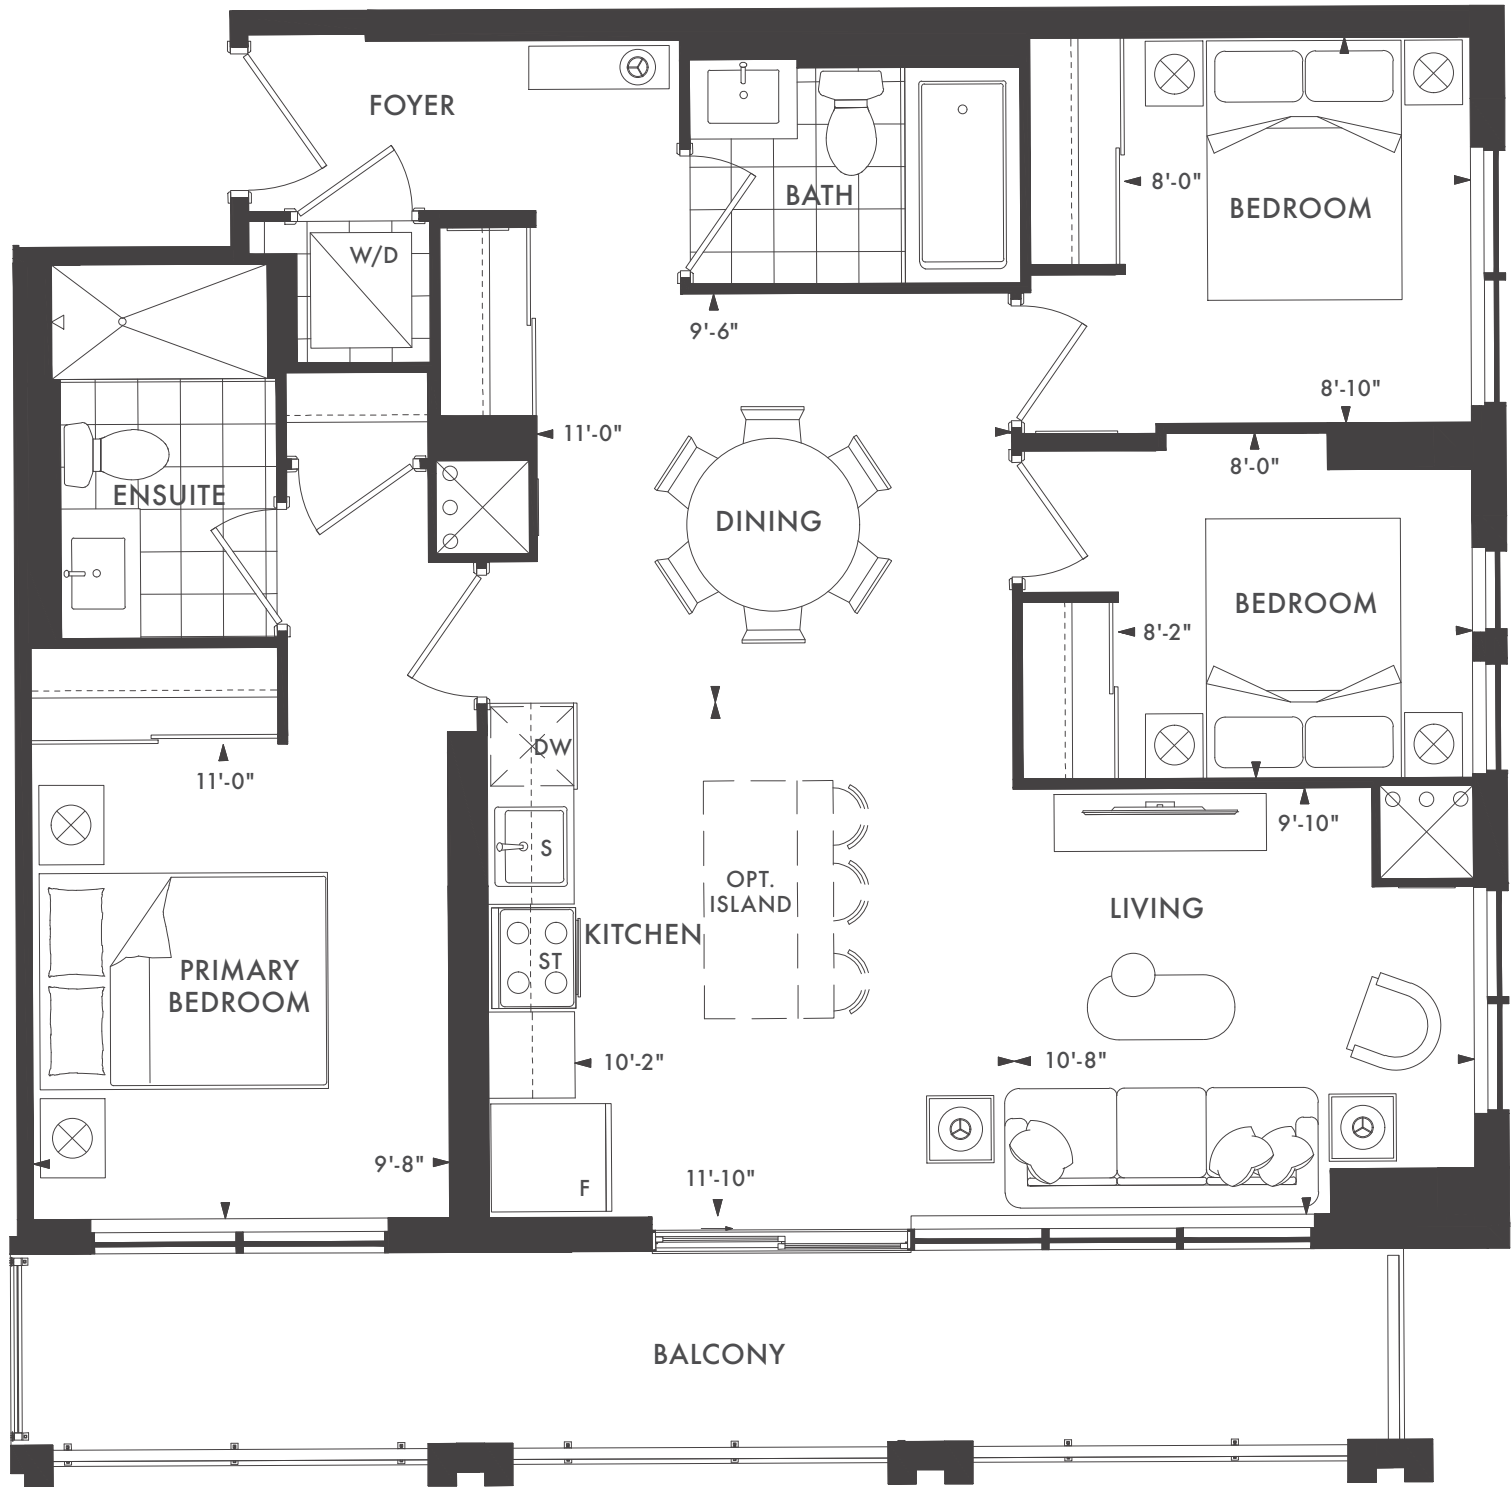 FOYER
BATH
8'-0"
BEDROOM
W/D
9'-6"
8'-10"
11'-0"
8'-0"
ENSUITE
DINING
BEDROOM
8'-2"
DW
11'-0"
9'-10"
S
OPT.
ISLAND
LIVING
KITCHEN
ST
PRIMARY
BEDROOM
10'-2"
10'-8"
9'-8"
11'-10"
F
BALCONY